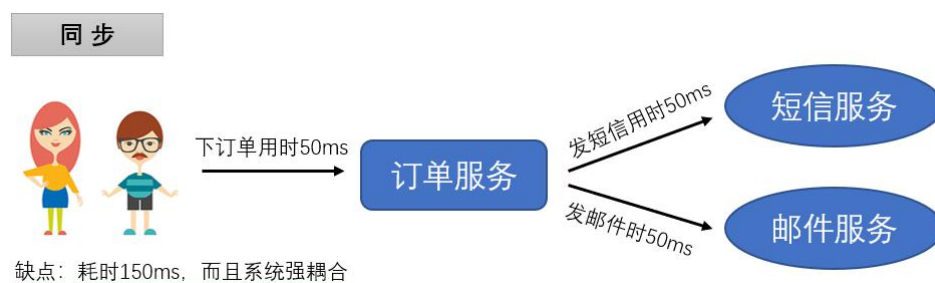 同步
下订单用时50ms
订单服务
发短信用时50ms
短信服务
发邮件时50ms
邮件服务
缺点：耗时150ms，而且系统强耦合